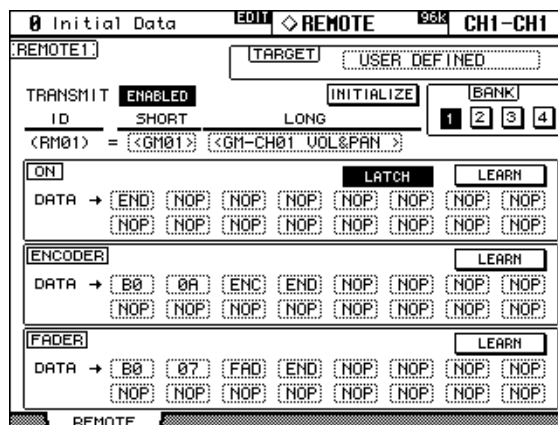 0 Initial Data EDIT ◇REMOTE 96K CH1-CH1
REMOTE1
TARGET USER DEFINED
TRANSMIT ENABLED INITIALIZE BANK
ID SHORT LONG 1 2 3 4
(RM01) = <GM01> <GM-CH01 VOL&PAN >
ON LATCH LEARN
DATA → END NOP NOP NOP NOP NOP NOP NOP
NOP NOP NOP NOP NOP NOP NOP NOP
ENCODER LEARN
DATA → B0 0A ENC END NOP NOP NOP NOP
NOP NOP NOP NOP NOP NOP NOP NOP
FADER LEARN
DATA → B0 07 FAD END NOP NOP NOP NOP
NOP NOP NOP NOP NOP NOP NOP NOP
REMOTE